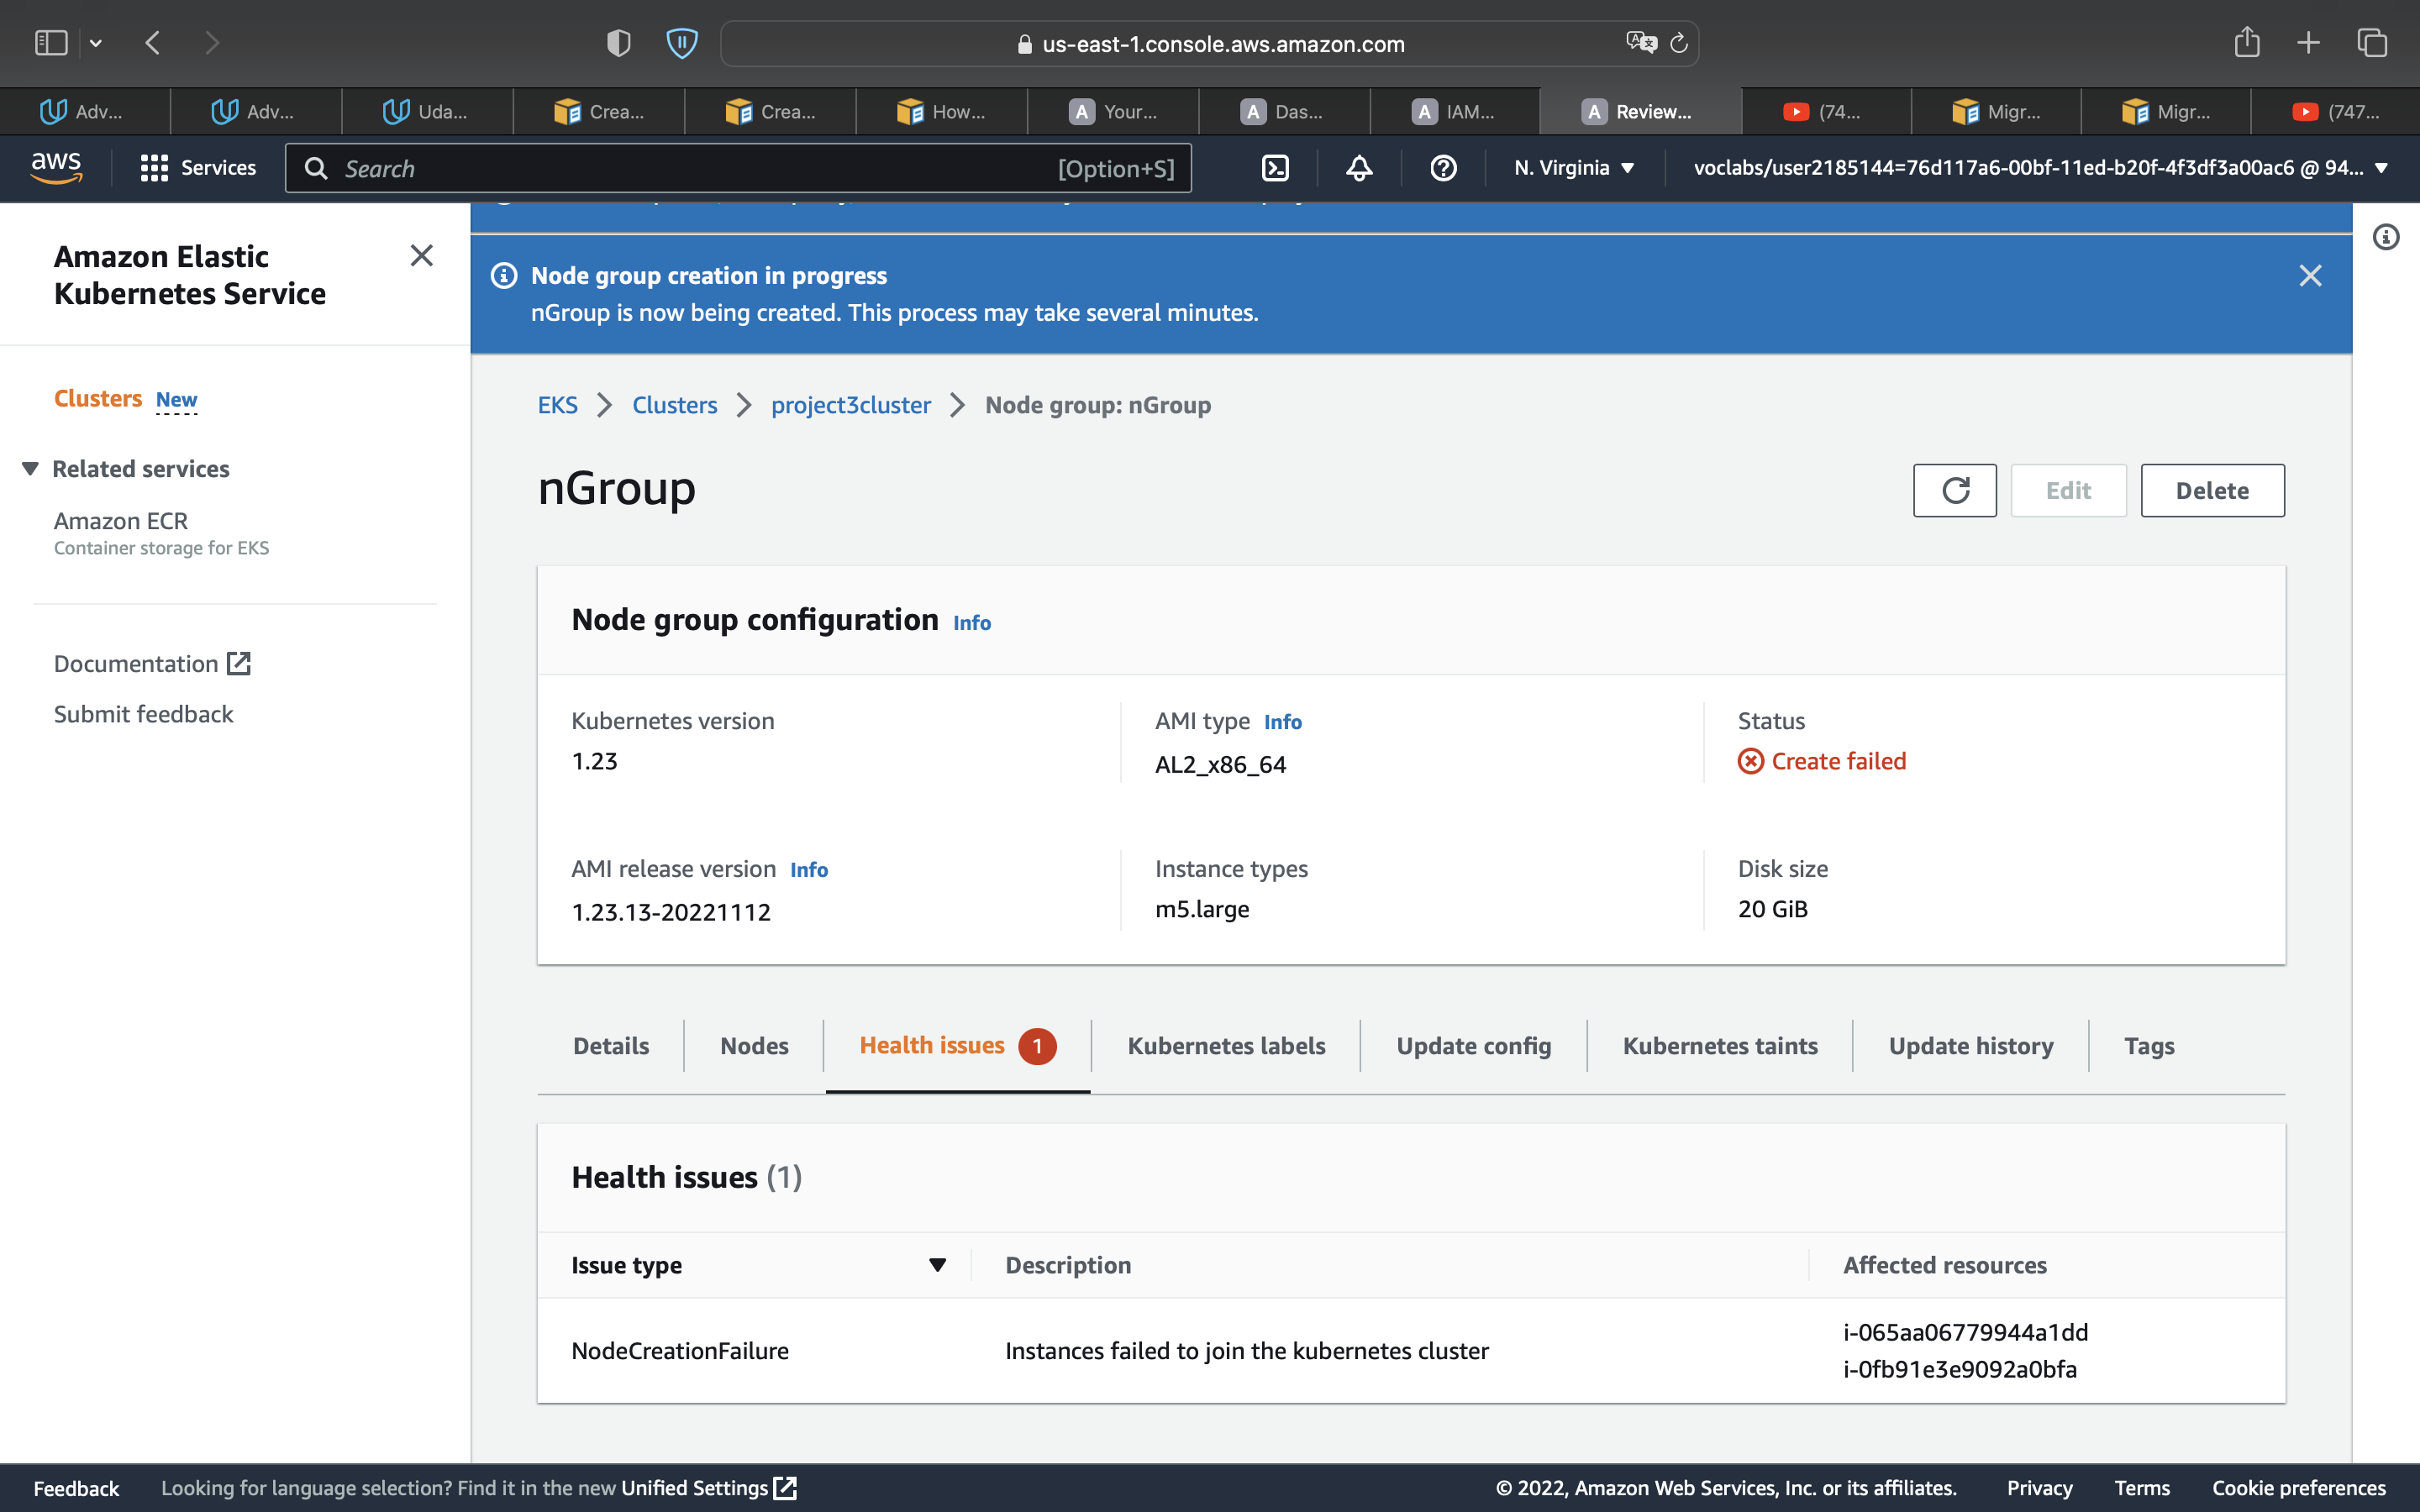 us-east-1.console.aws.amazon.com
Adv...
Adv...
Uda...
Crea...
Crea...
How...
A Your...
A Das...
A IAM...
A Review...
(74...
Migr...
Migr...
(747...
aws
Services
Search
[Option+S]
N. Virginia
voclabs/user2185144=76d117a6-00bf-11ed-b20f-4f3df3a00ac6 @ 94...
Amazon Elastic
Kubernetes Service
Clusters New
Related services
Amazon ECR
Container storage for EKS
Documentation
Submit feedback
Node group creation in progress
nGroup is now being created. This process may take several minutes.
EKS
Clusters
project3cluster
Node group: nGroup
nGroup
Edit
Delete
Node group configuration Info
Kubernetes version
1.23
AMI type Info
AL2_x86_64
Status
Create failed
AMI release version Info
1.23.13-20221112
Instance types
m5.large
Disk size
20 GiB
Details
Nodes
Health issues 1
Kubernetes labels
Update config
Kubernetes taints
Update history
Tags
Health issues (1)
Issue type
Description
Affected resources
NodeCreationFailure
Instances failed to join the kubernetes cluster
i-065aa06779944a1dd
i-0fb91e3e9092a0bfa
Feedback
Looking for language selection? Find it in the new Unified Settings
© 2022, Amazon Web Services, Inc. or its affiliates.
Privacy
Terms
Cookie preferences